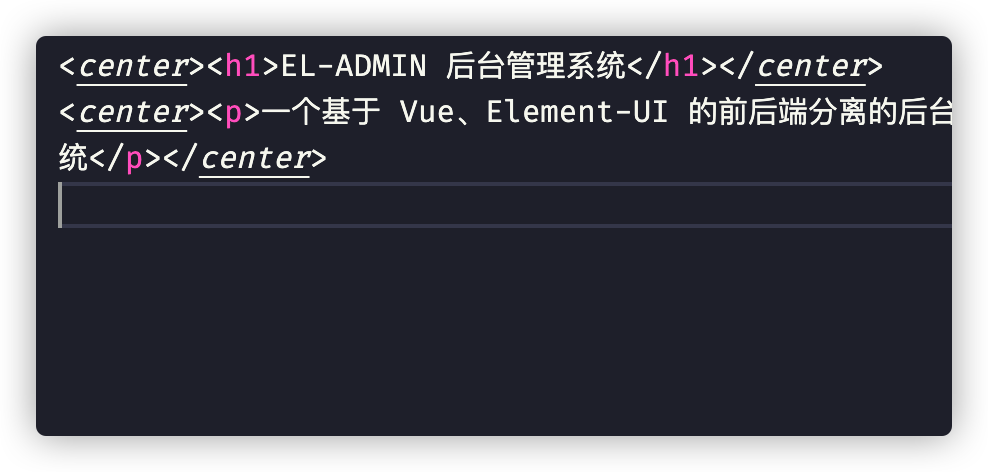 <center><h1>EL-ADMIN 后台管理系统</h1></center>
<center><p>一个基于 Vue、Element-UI 的前后端分离的后台
统</p></center>